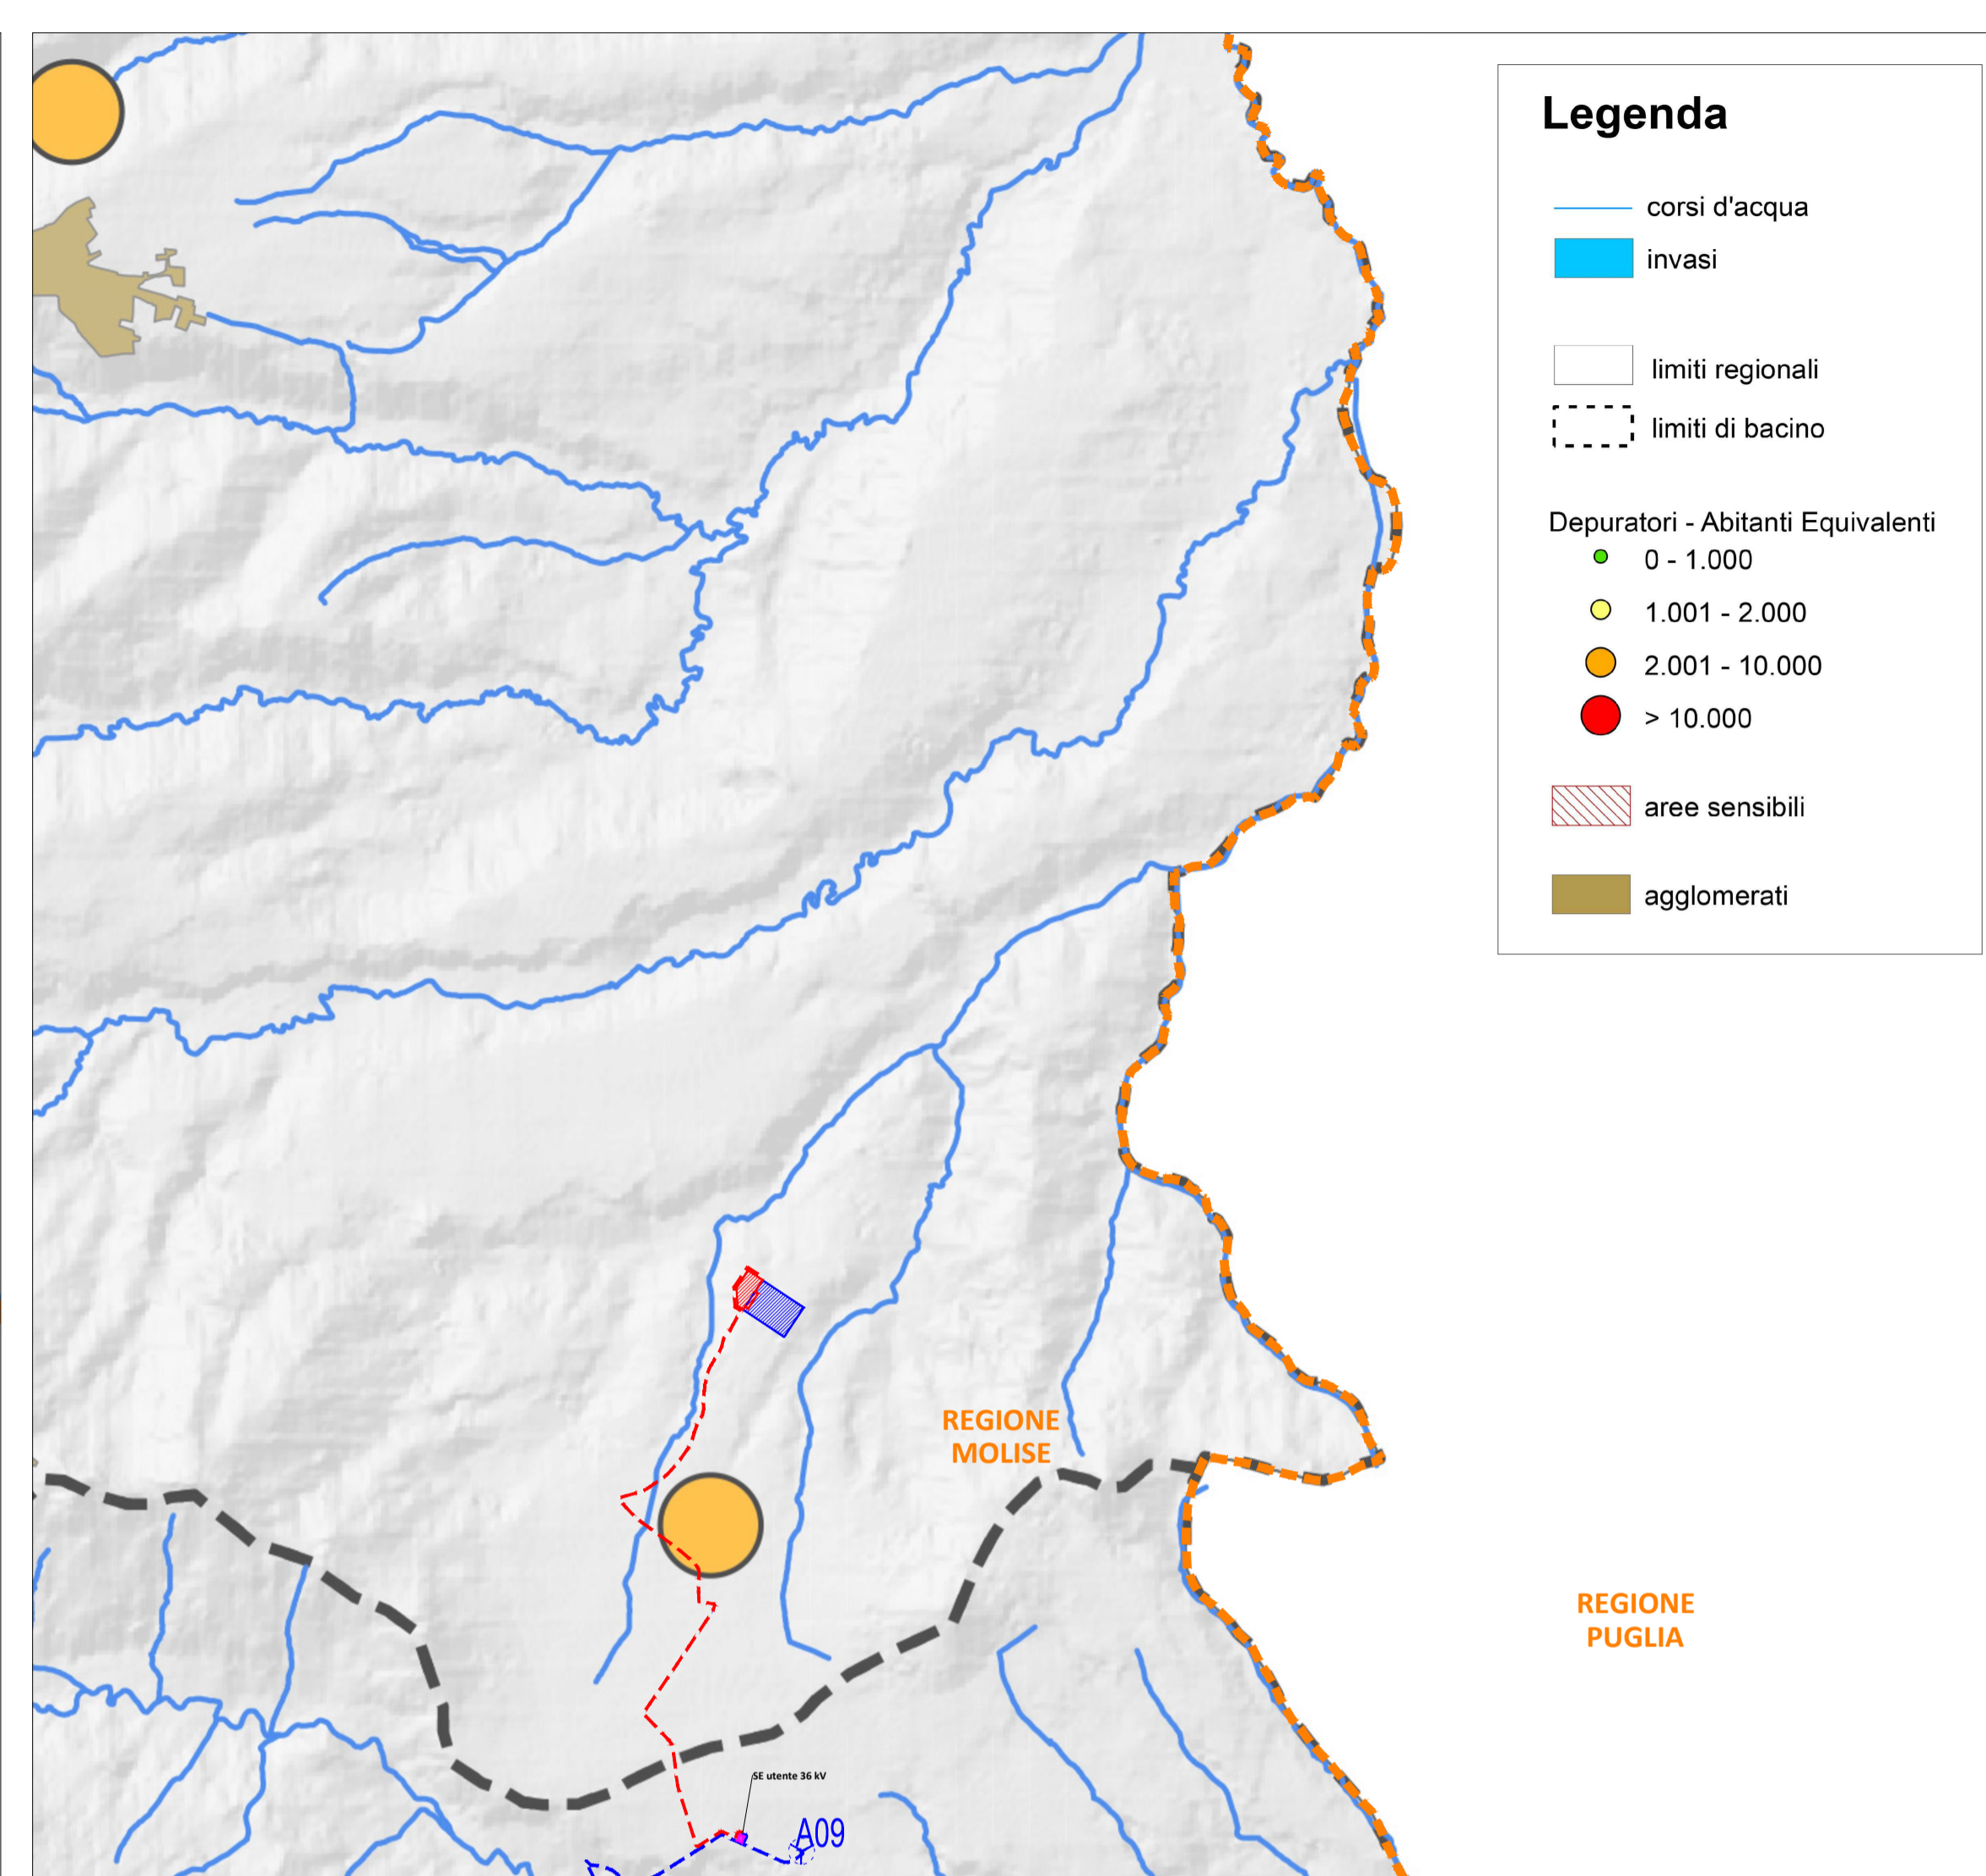 Legenda
corsi d'acqua
invasi
limiti regionali
limiti di bacino
Depuratori - Abitanti Equivalenti
0 - 1.000
1.001 - 2.000
2.001 - 10.000
> 10.000
aree sensibili
agglomerati
REGIONE
MOLISE
REGIONE
PUGLIA
SE utente 36 kV
A09